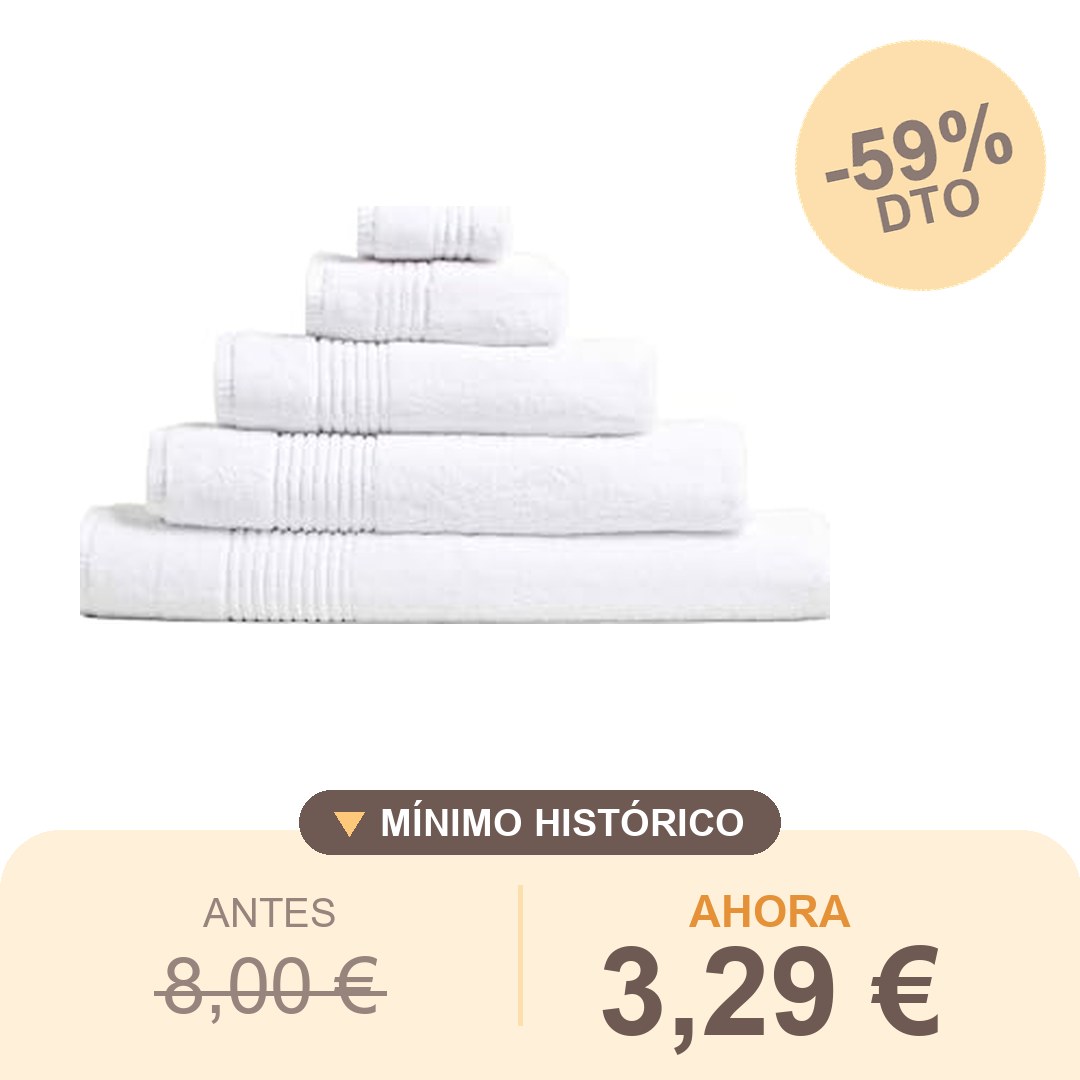 -59%
DTO
MÍNIMO HISTÓRICO
ANTES
8,00 €
AHORA
3,29 €